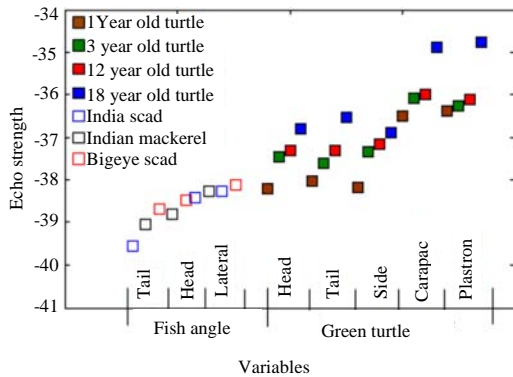 -34
-35
-36
-37
-38
-39
-40
-41
Echo strength
1Year old turtle
3 year old turtle
12 year old turtle
18 year old turtle
India scad
Indian mackerel
Bigeye scad
Tail
Head
Lateral
Head
Tail
Side
Carapac
Plastron
Fish angle
Green turtle
Variables